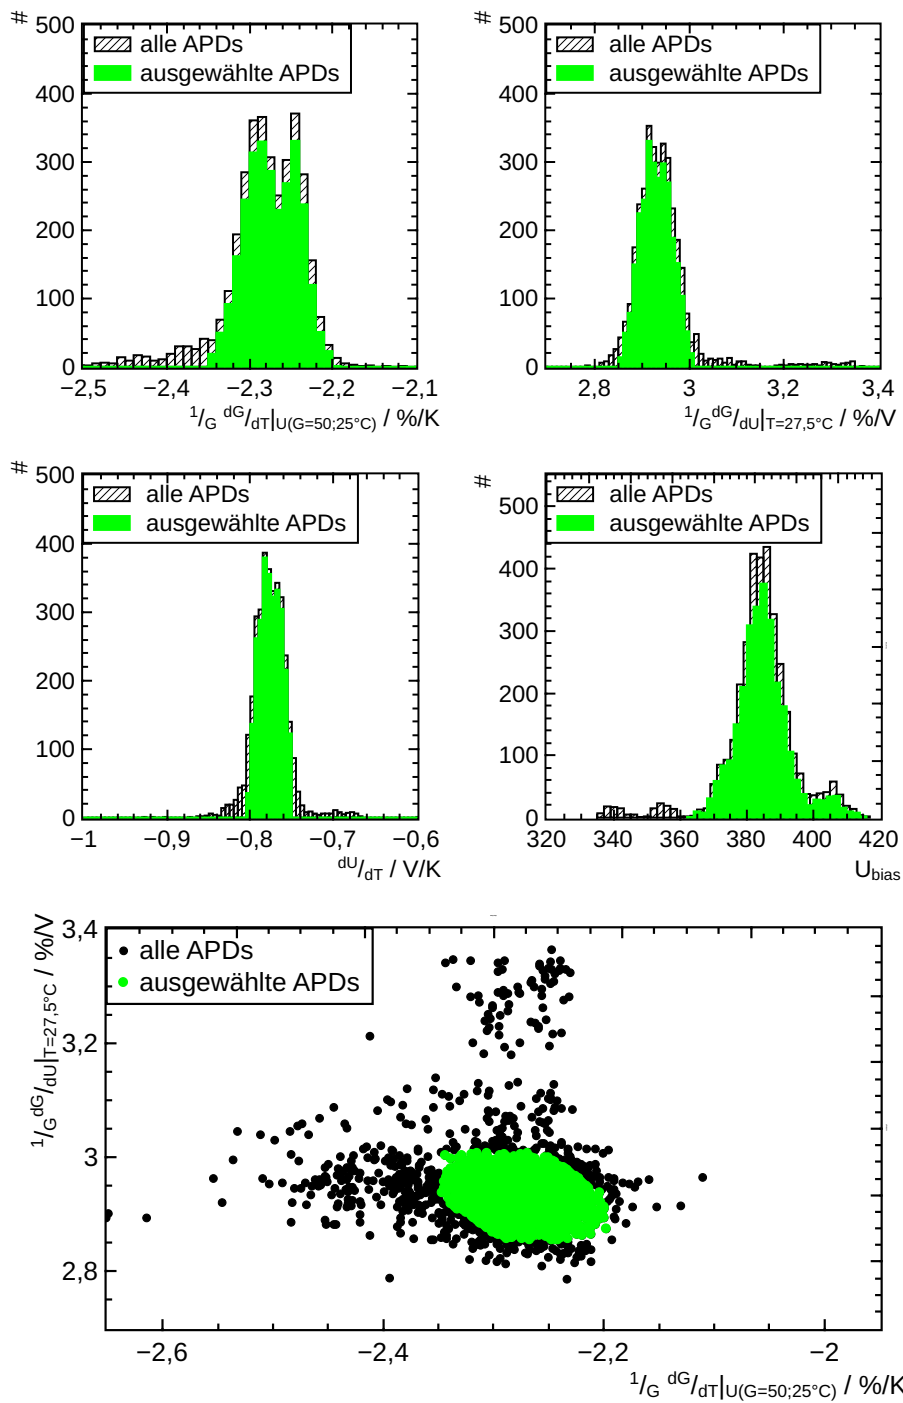 #
500
alle APDs
ausgewählte APDs
400
300
200
100
0
−2,5 −2,4 −2,3 −2,2 −2,1
1/G dG/dT|U(G=50;25°C) / %/K
#
500
alle APDs
ausgewählte APDs
400
300
200
100
0
2,8 3 3,2 3,4
1/G dG/dU|T=27,5°C / %/V
#
500
alle APDs
ausgewählte APDs
400
300
200
100
0
−1 −0,9 −0,8 −0,7 −0,6
dU/dT / V/K
#
alle APDs
500
ausgewählte APDs
400
300
200
100
0
320 340 360 380 400 420
Ubias
1/G dG/dU|T=27,5°C / %/V
3,4
alle APDs
ausgewählte APDs
3,2
3
2,8
−2,6 −2,4 −2,2 −2
1/G dG/dT|U(G=50;25°C) / %/K